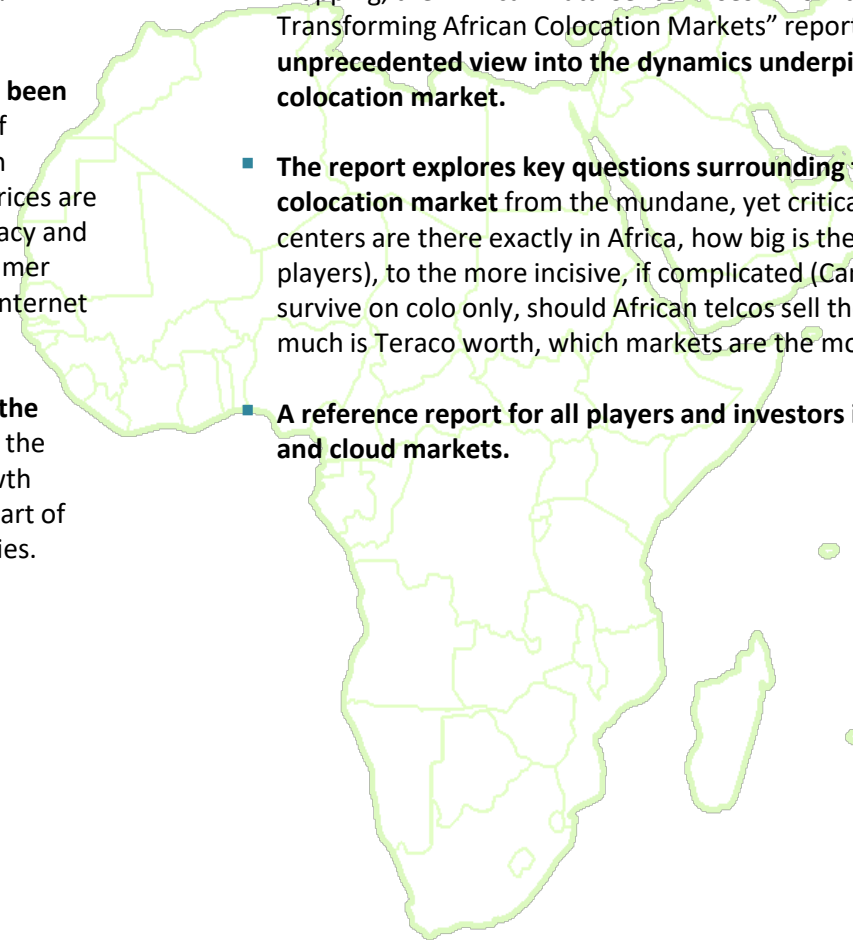 been
f
rices are
acy and
mer
nternet
the
the
wth
art of
ies.
Transforming African Colocation Markets” report
unprecedented view into the dynamics underpi
colocation market.
▪ The report explores key questions surrounding
colocation market from the mundane, yet critica
centers are there exactly in Africa, how big is the
players), to the more incisive, if complicated (Ca
survive on colo only, should African telcos sell th
much is Teraco worth, which markets are the mo
▪ A reference report for all players and investors i
and cloud markets.